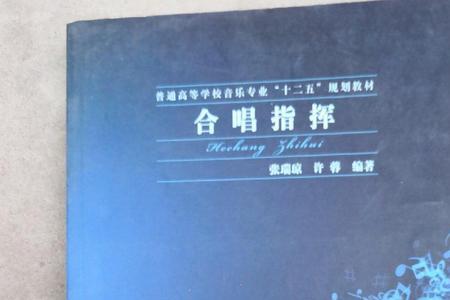 普通高等学校音乐专业“十二五”规划教材
合唱指挥
Hechang Zhihui
张瑞琼 许蓉 编著